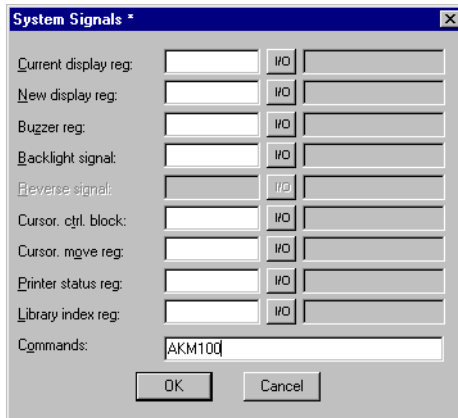 System Signals *
Current display reg: I/O
New display reg: I/O
Buzzer reg: I/O
Backlight signal: I/O
Reverse signal: I/O
Cursor. ctrl. block: I/O
Cursor. move reg: I/O
Printer status reg: I/O
Library index reg: I/O
Commands: AKM100
OK Cancel